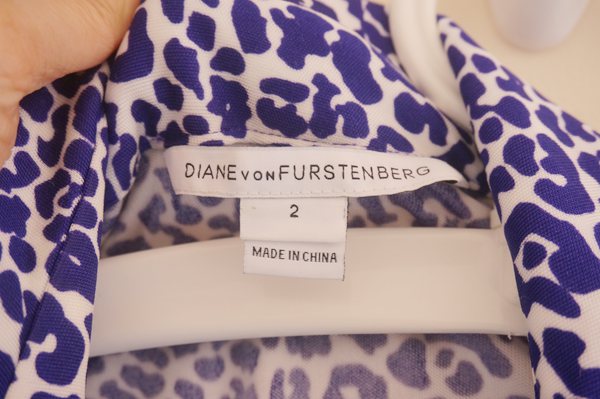 DIANE VON FURSTENBERG
2
MADE IN CHINA